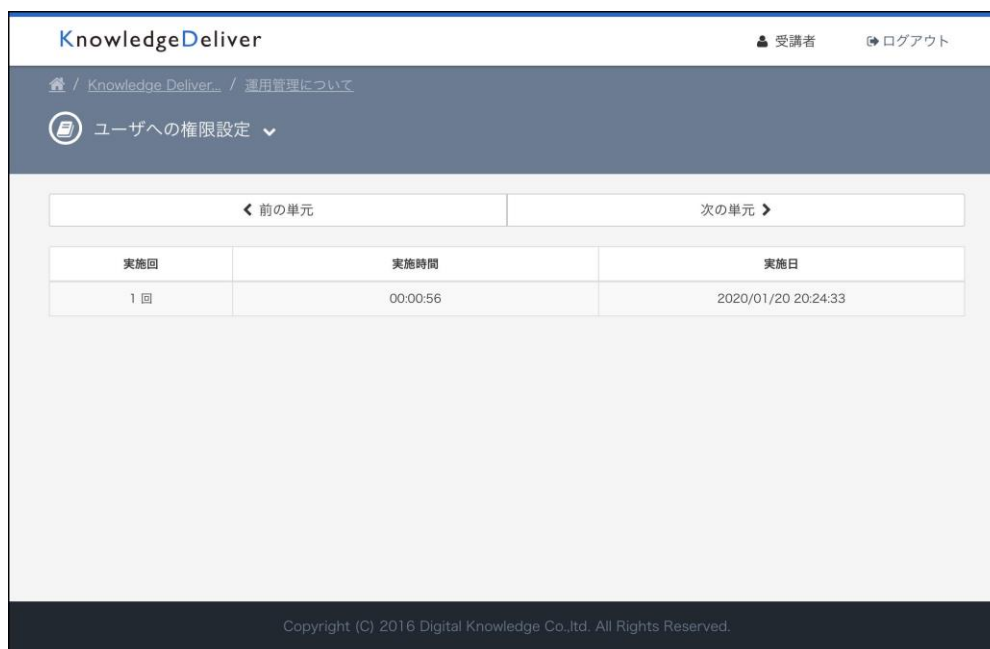 KnowledgeDeliver 受講者 ログアウト
/ Knowledge Deliver... / 運用管理について
ユーザへの権限設定
前の単元 次の単元
実施回 実施時間 実施日
1 回 00:00:56 2020/01/20 20:24:33
Copyright (C) 2016 Digital Knowledge Co.,ltd. All Rights Reserved.